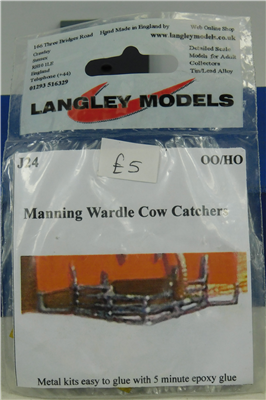 166 Three Bridges Road
Crawley
Sussex
RH10 1LE
England
Telephone (+44)
01293 516329
Hand Made in England by
Web Online Shop
www.langleymodels.co.uk
Detailed Scale
Models for Adult
Collectors
Tin/Lead Alloy
LANGLEY MODELS
J24
OO/HO
£5
Manning Wardle Cow Catchers
Metal kits easy to glue with 5 minute epoxy glue